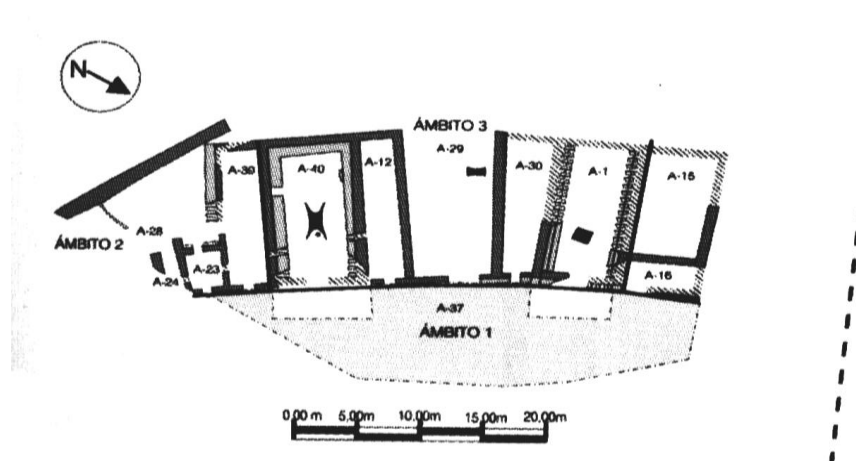 N
ÁMBITO 3
A-29
A-39
A-40
A-12
A-30
A-1
A-15
A-28
ÁMBITO 2
A-23
A-24
A-16
A-37
ÁMBITO 1
0,00 m 5,00m 10,00m 15,00m 20,00m